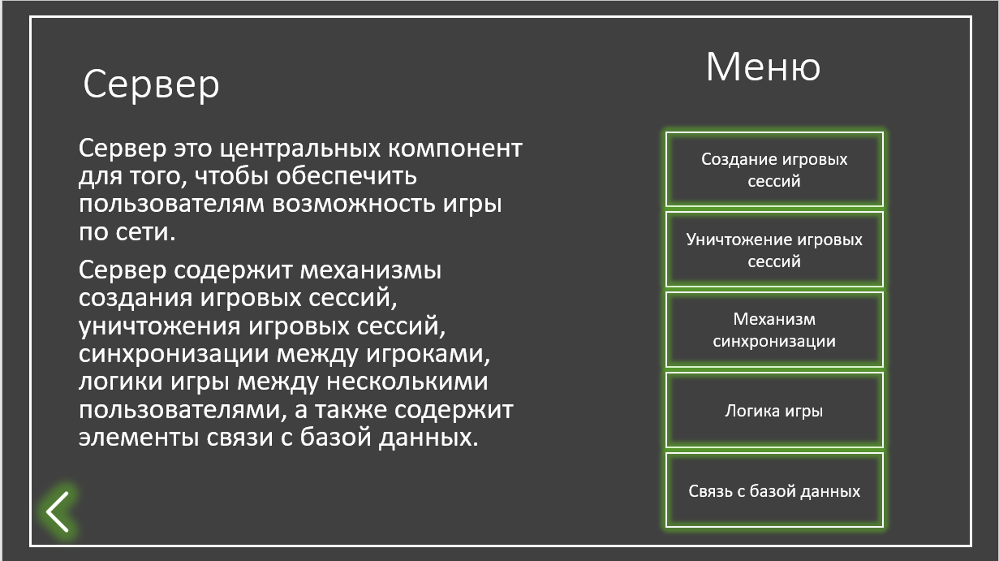 Сервер
Сервер это центральных компонент
для того, чтобы обеспечить
пользователям возможность игры
по сети.
Сервер содержит механизмы
создания игровых сессий,
уничтожения игровых сессий,
синхронизации между игроками,
логики игры между несколькими
пользователями, а также содержит
элементы связи с базой данных.
Меню
Создание игровых
сессий
Уничтожение игровых
сессий
Механизм
синхронизации
Логика игры
Связь с базой данных